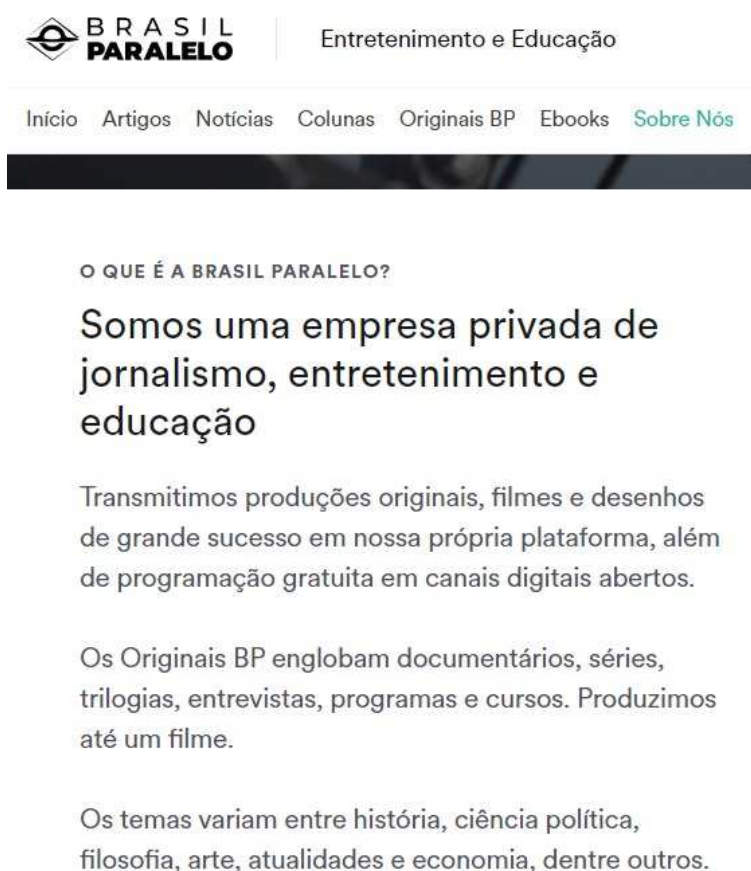 BRASIL
PARALELO
Entretenimento e Educação
Início Artigos Notícias Colunas Originais BP Ebooks Sobre Nós
O QUE É A BRASIL PARALELO?
Somos uma empresa privada de
jornalismo, entretenimento e
educação
Transmitimos produções originais, filmes e desenhos
de grande sucesso em nossa própria plataforma, além
de programação gratuita em canais digitais abertos.
Os Originais BP englobam documentários, séries,
trilogias, entrevistas, programas e cursos. Produzimos
até um filme.
Os temas variam entre história, ciência política,
filosofia, arte, atualidades e economia, dentre outros.